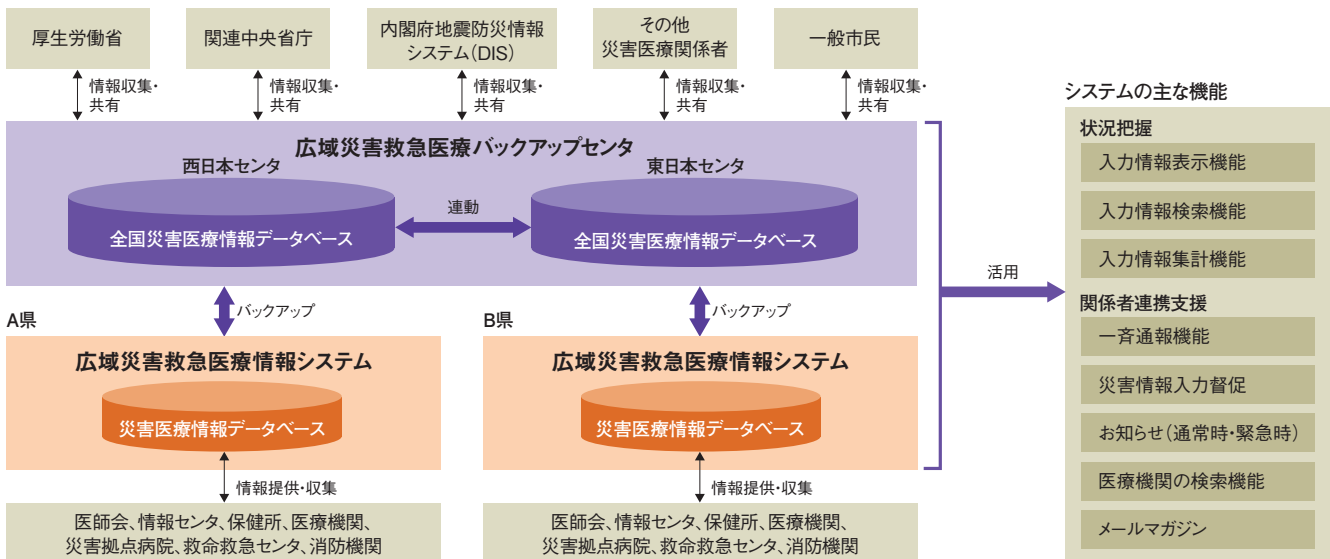 厚生労働省
関連中央省庁
内閣府地震防災情報
システム(DIS)
その他
災害医療関係者
一般市民
情報収集・
共有
情報収集・
共有
情報収集・
共有
情報収集・
共有
情報収集・
共有
広域災害救急医療バックアップセンタ
西日本センタ
東日本センタ
全国災害医療情報データベース
連動
全国災害医療情報データベース
バックアップ
バックアップ
A県
広域災害救急医療情報システム
災害医療情報データベース
B県
広域災害救急医療情報システム
災害医療情報データベース
情報提供・収集
情報提供・収集
医師会、情報センタ、保健所、医療機関、
災害拠点病院、救命救急センタ、消防機関
医師会、情報センタ、保健所、医療機関、
災害拠点病院、救命救急センタ、消防機関
活用
システムの主な機能
状況把握
入力情報表示機能
入力情報検索機能
入力情報集計機能
関係者連携支援
一斉通報機能
災害情報入力督促
お知らせ(通常時・緊急時)
医療機関の検索機能
メールマガジン